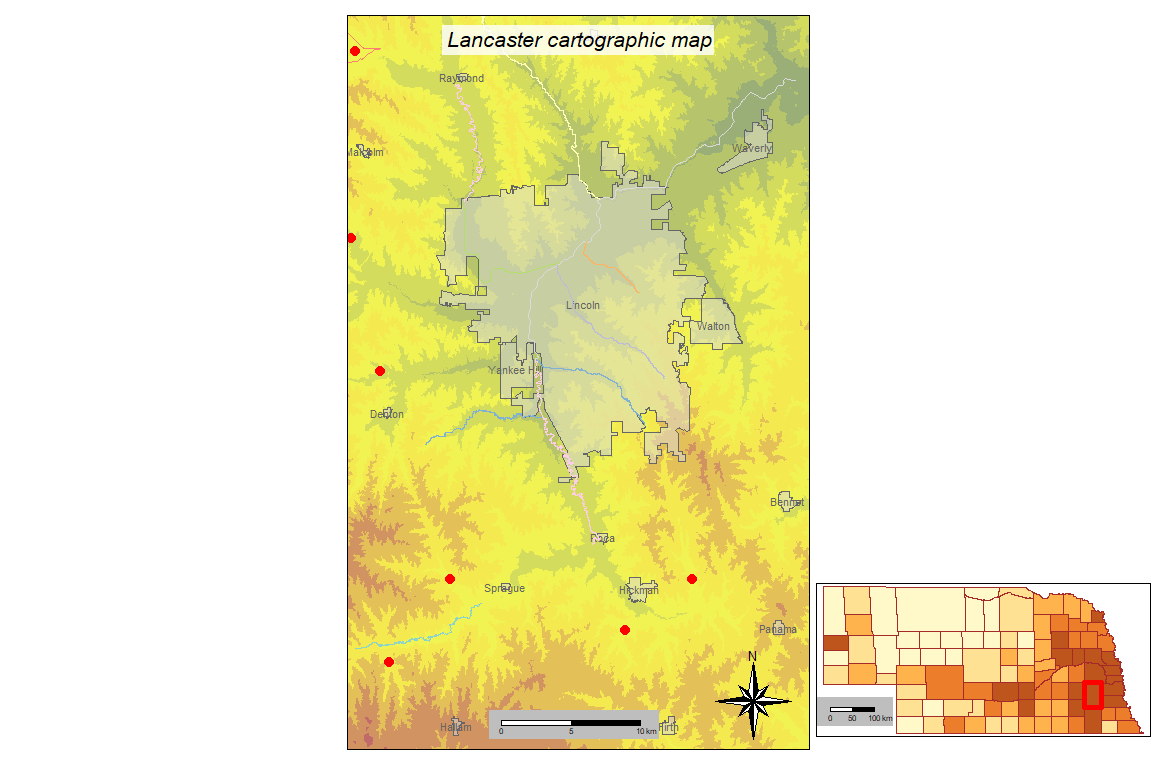 Lancaster cartographic map
Raymond
Malcolm
Waverly
Lincoln
Walton
Yankee Hill
Denton
Bennet
Roca
Sprague
Hickman
Panama
N
Hallam
Firth
0 5 10 km
0 50 100 km